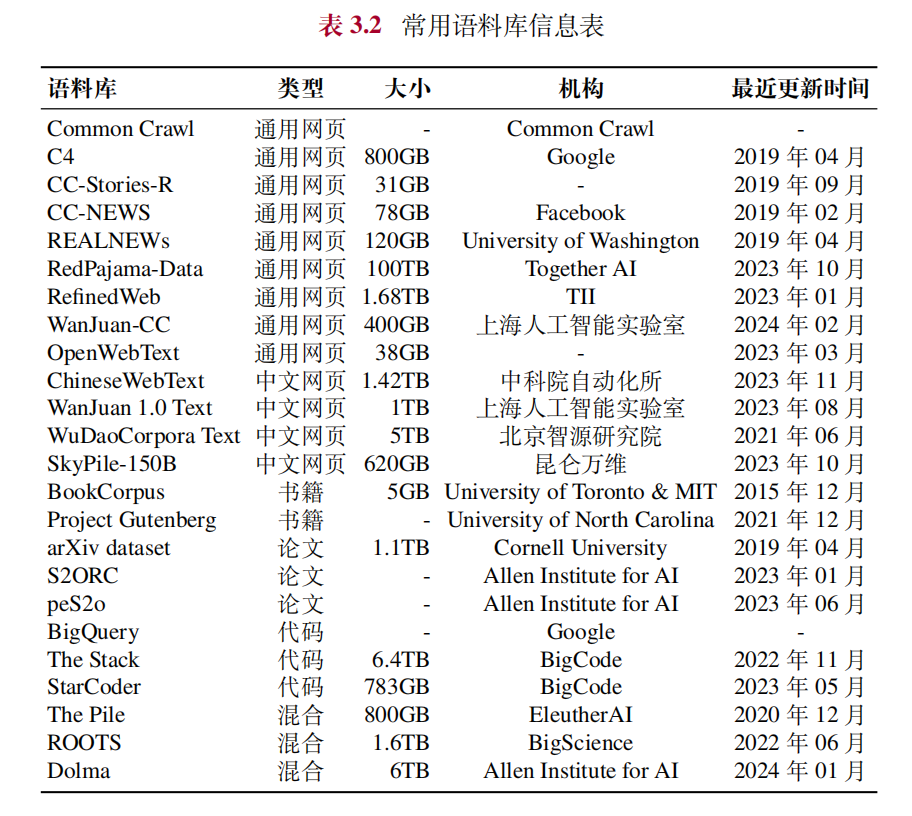 表 3.2 常用语料库信息表
语料库 类型 大小 机构 最近更新时间
Common Crawl 通用网页 - Common Crawl -
C4 通用网页 800GB Google 2019 年 04 月
CC-Stories-R 通用网页 31GB - 2019 年 09 月
CC-NEWS 通用网页 78GB Facebook 2019 年 02 月
REALNEWs 通用网页 120GB University of Washington 2019 年 04 月
RedPajama-Data 通用网页 100TB Together AI 2023 年 10 月
RefinedWeb 通用网页 1.68TB TII 2023 年 01 月
WanJuan-CC 通用网页 400GB 上海人工智能实验室 2024 年 02 月
OpenWebText 通用网页 38GB - 2023 年 03 月
ChineseWebText 中文网页 1.42TB 中科院自动化所 2023 年 11 月
WanJuan 1.0 Text 中文网页 1TB 上海人工智能实验室 2023 年 08 月
WuDaoCorpora Text 中文网页 5TB 北京智源研究院 2021 年 06 月
SkyPile-150B 中文网页 620GB 昆仑万维 2023 年 10 月
BookCorpus 书籍 5GB University of Toronto & MIT 2015 年 12 月
Project Gutenberg 书籍 - University of North Carolina 2021 年 12 月
arXiv dataset 论文 1.1TB Cornell University 2019 年 04 月
S2ORC 论文 - Allen Institute for AI 2023 年 01 月
peS2o 论文 - Allen Institute for AI 2023 年 06 月
BigQuery 代码 - Google -
The Stack 代码 6.4TB BigCode 2022 年 11 月
StarCoder 代码 783GB BigCode 2023 年 05 月
The Pile 混合 800GB EleutherAI 2020 年 12 月
ROOTS 混合 1.6TB BigScience 2022 年 06 月
Dolma 混合 6TB Allen Institute for AI 2024 年 01 月